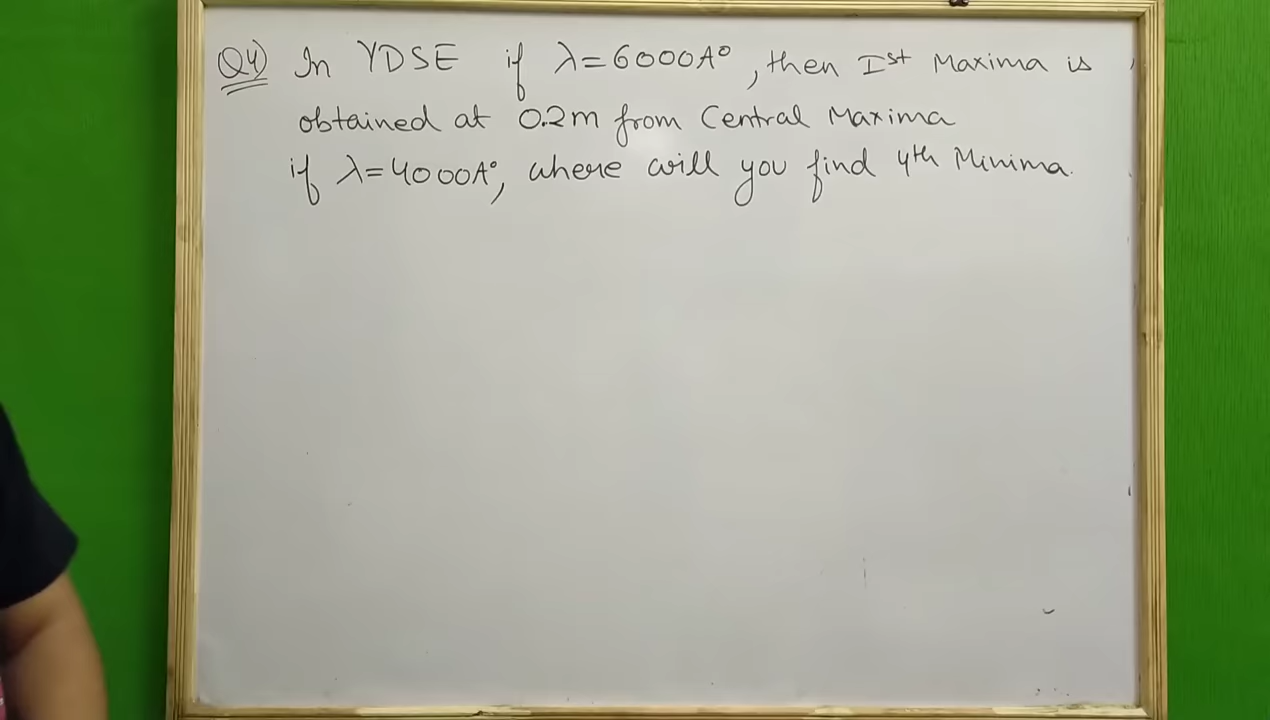 Q4) In YDSE if λ=6000A°, then Ist Maxima is
obtained at 0.2m from Central Maxima
if λ=4000A°, where will you find 4th Minima.